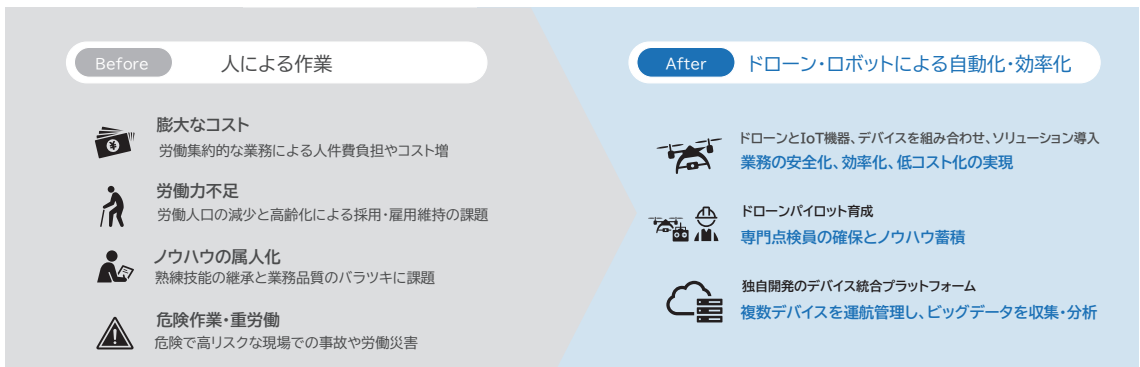 Before
人による作業
膨大なコスト
労働集約的な業務による人件費負担やコスト増
労働力不足
労働人口の減少と高齢化による採用・雇用維持の課題
ノウハウの属人化
熟練技能の継承と業務品質のバラツキに課題
危険作業・重労働
危険で高リスクな現場での事故や労働災害
After
ドローン・ロボットによる自動化・効率化
ドローンとIoT機器、デバイスを組み合わせ、ソリューション導入
業務の安全化、効率化、低コスト化の実現
ドローンパイロット育成
専門点検員の確保とノウハウ蓄積
独自開発のデバイス統合プラットフォーム
複数デバイスを運航管理し、ビッグデータを収集・分析